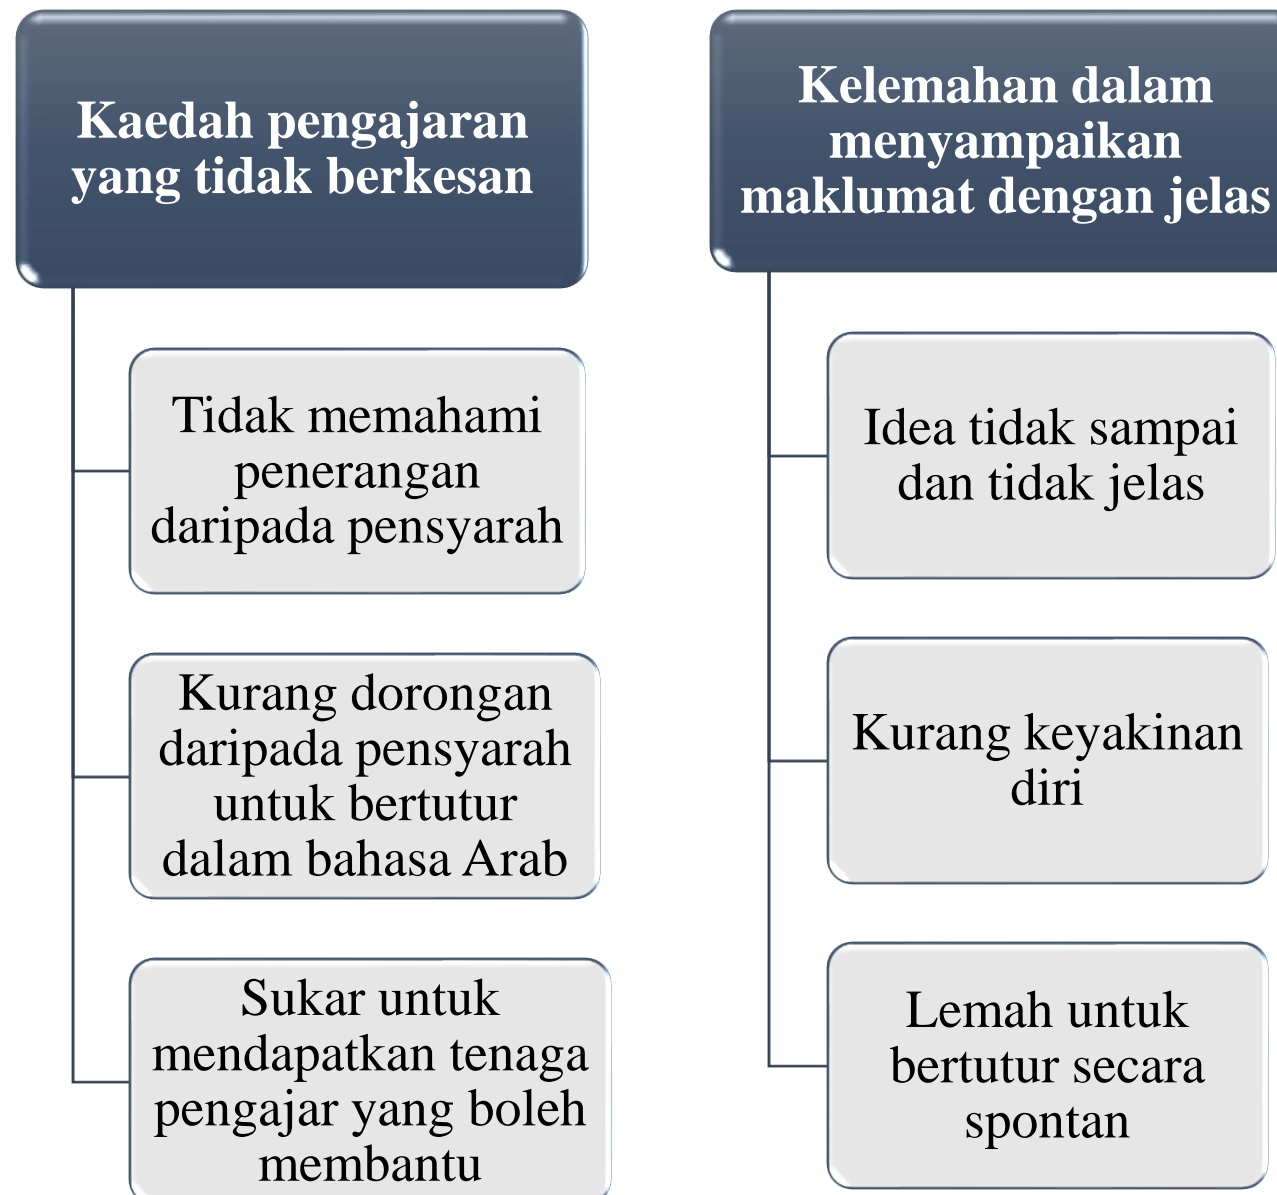 Kaedah pengajaran
yang tidak berkesan
Tidak memahami
penerangan
daripada pensyarah
Kurang dorongan
daripada pensyarah
untuk bertutur
dalam bahasa Arab
Sukar untuk
mendapatkan tenaga
pengajar yang boleh
membantu
Kelemahan dalam
menyampaikan
maklumat dengan jelas
Idea tidak sampai
dan tidak jelas
Kurang keyakinan
diri
Lemah untuk
bertutur secara
spontan